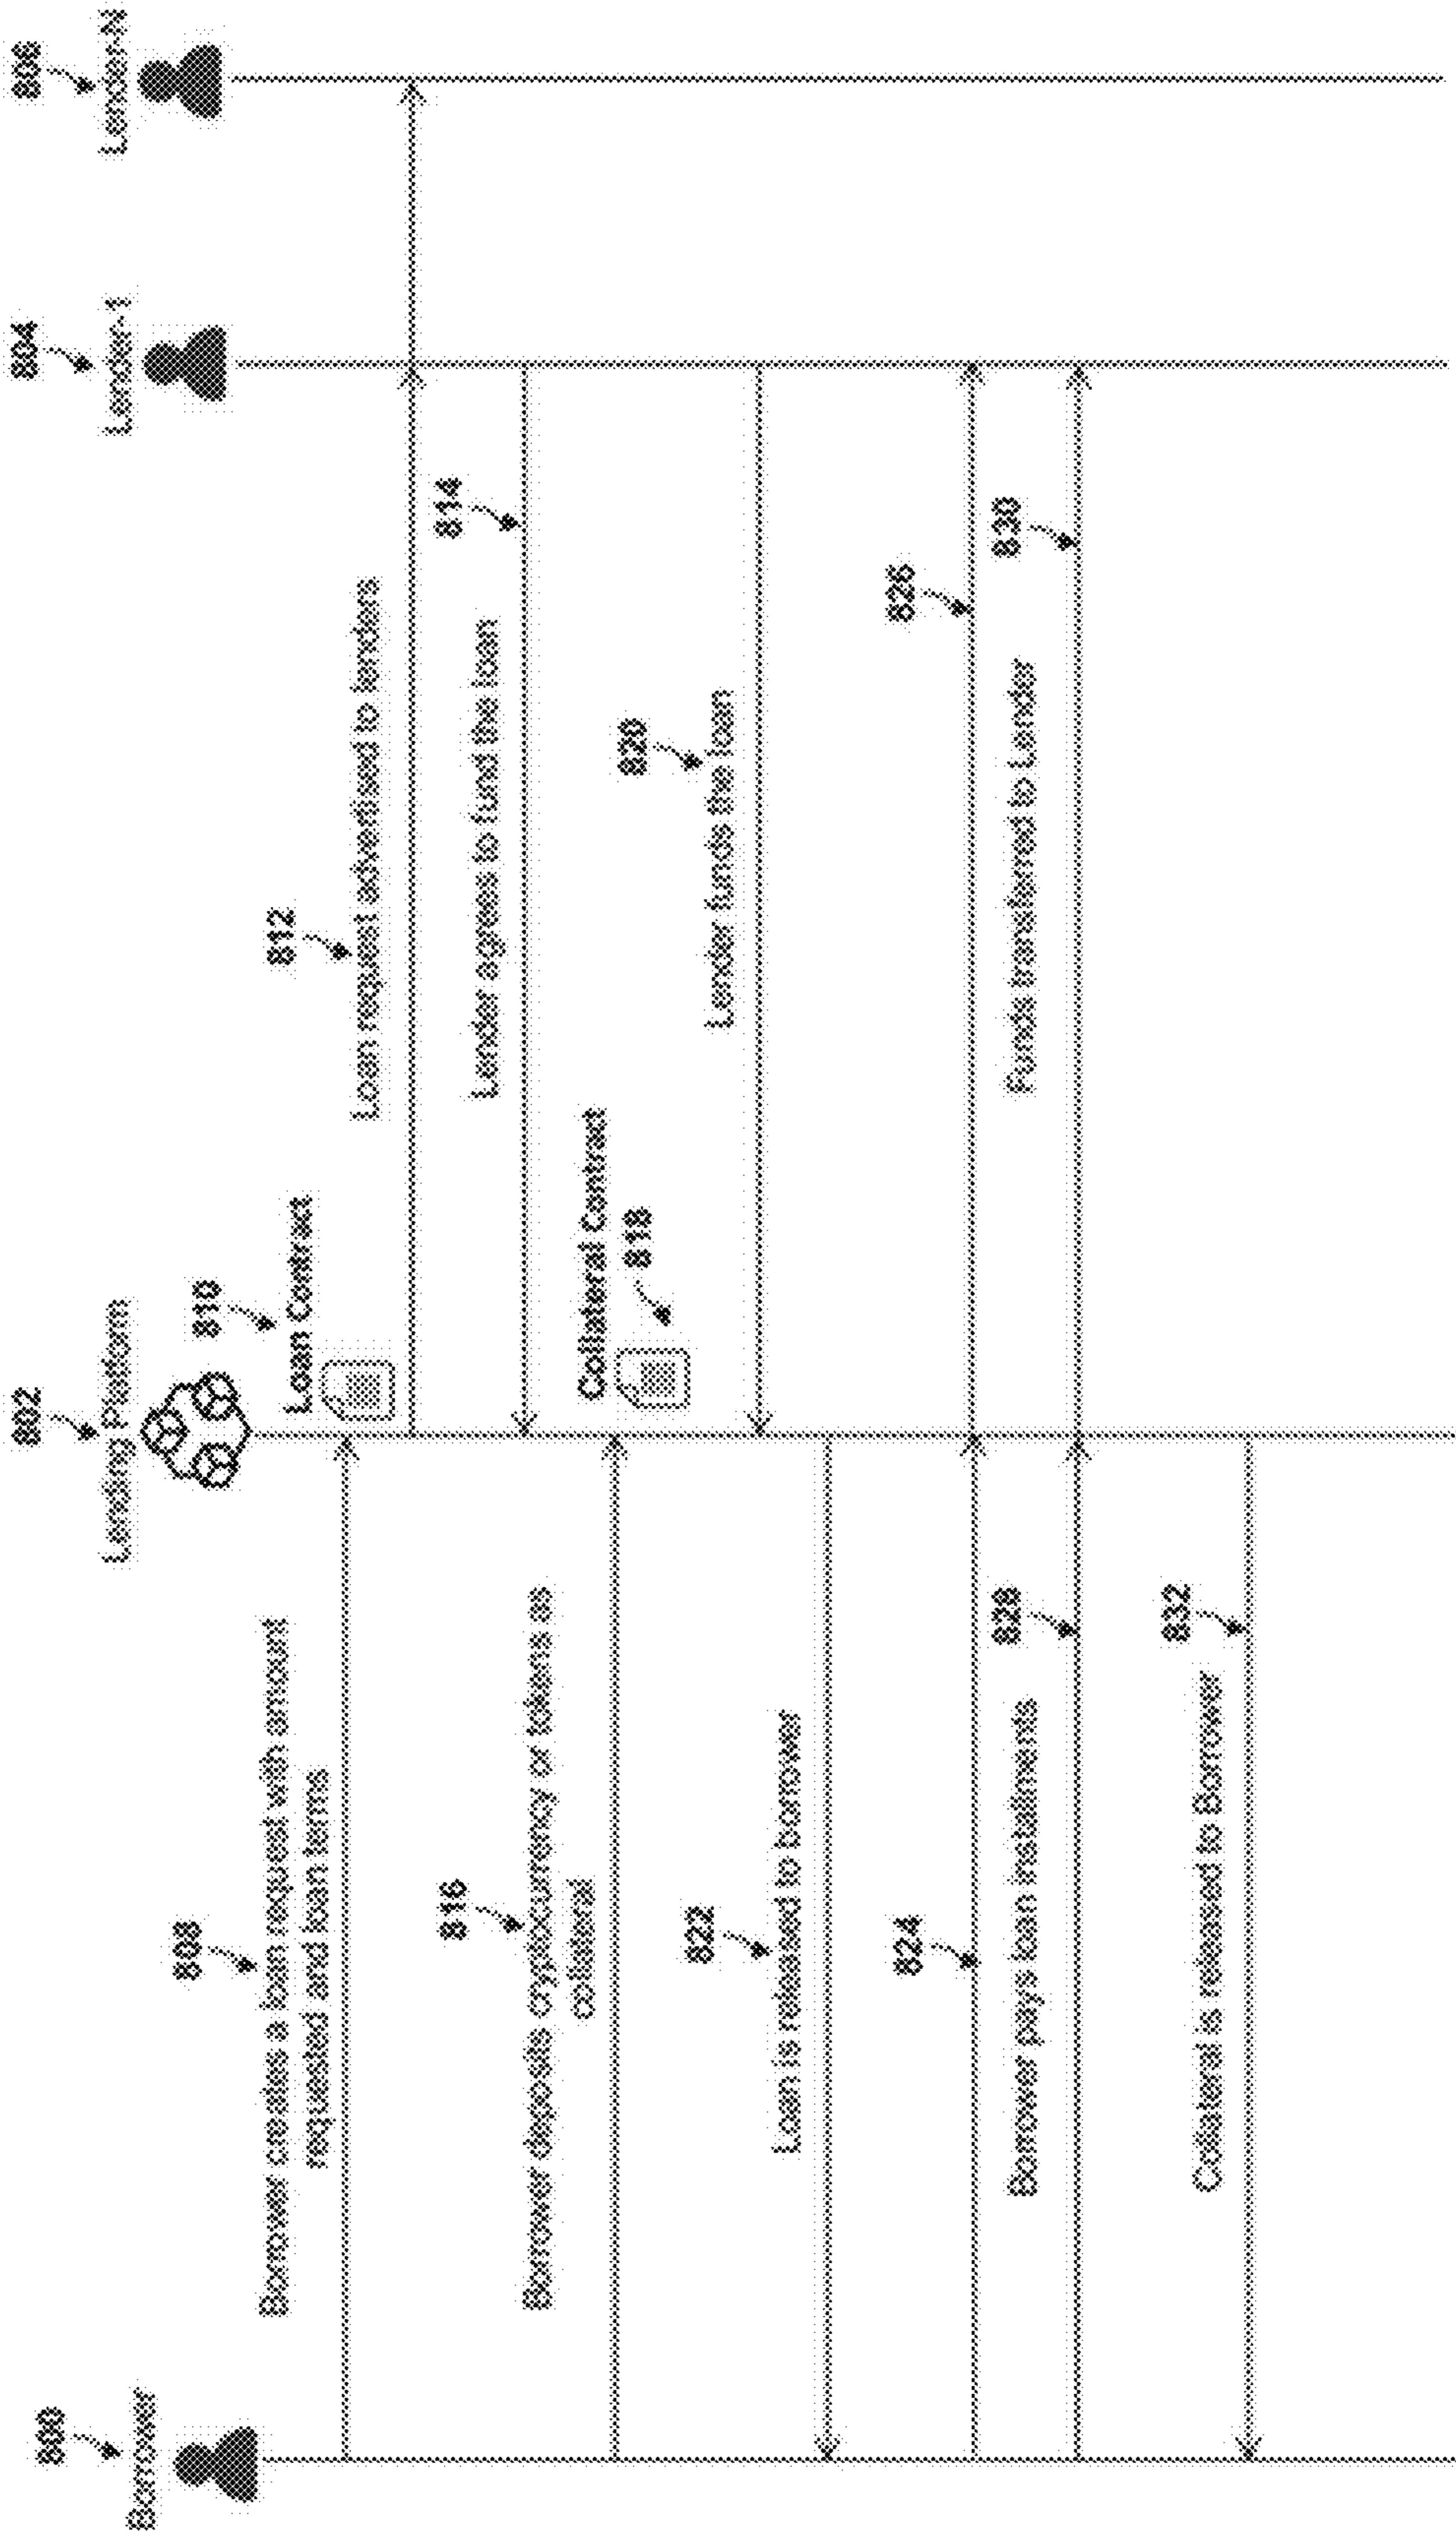 800
Borrower
802
Lending Platform
804
Lender-1
806
Lender-N
808
Borrower creates a loan request with amount
requested and loan terms
810
Loan Contract
812
Loan request advertised to lenders
814
Lender agrees to fund the loan
816
Borrower deposits cryptocurrency or tokens as
collateral
Collateral Contract
818
820
Lender funds the loan
822
Loan is released to borrower
824
826
Borrower pays loan installments
828
Funds transferred to Lender
830
832
Collateral is released to Borrower